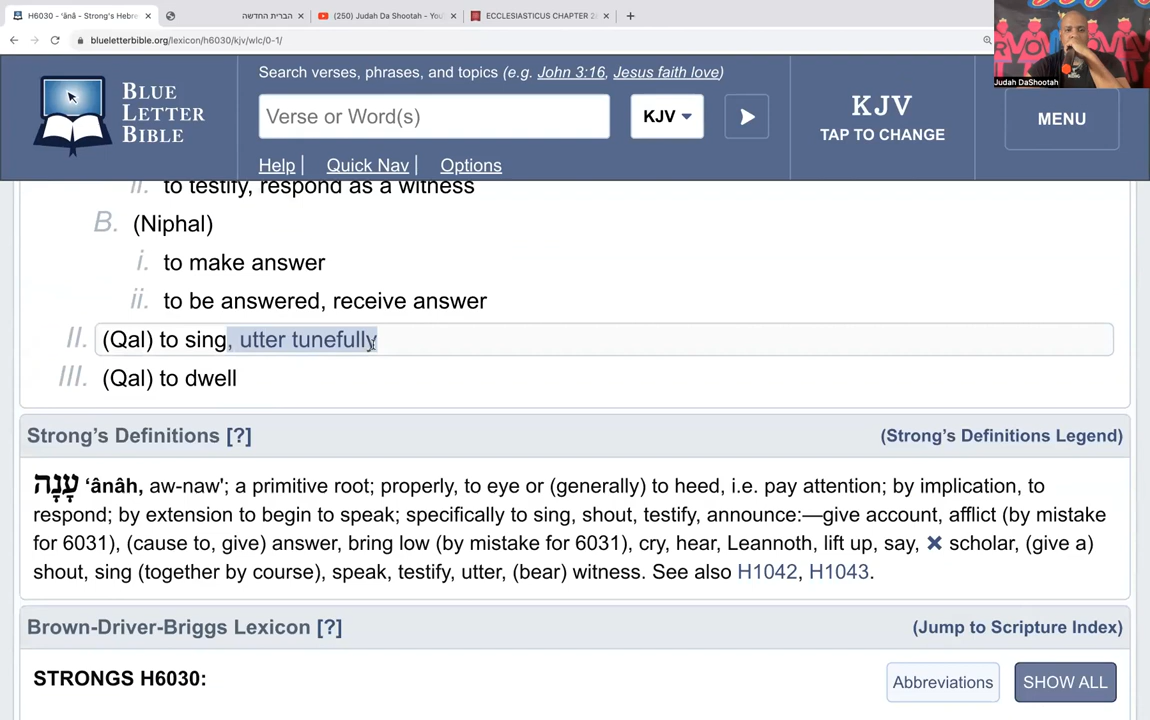 H6030 - ʻânâ - Strong's Hebre
הברית החדשה
(250) Judah Da Shootah - You
ECCLESIASTICUS CHAPTER 2
blueletterbible.org/lexicon/h6030/kjv/wlc/0-1/
Judah DaShootah
BLUE
LETTER
BIBLE
Search verses, phrases, and topics (e.g. John 3:16, Jesus faith love)
Verse or Word(s)
KJV
KJV
TAP TO CHANGE
MENU
Help | Quick Nav | Options
ii. to testify, respond as a witness
B. (Niphal)
i. to make answer
ii. to be answered, receive answer
II. (Qal) to sing, utter tunefully
III. (Qal) to dwell
Strong's Definitions [?] (Strong's Definitions Legend)
עָנָה ʻânâh, aw-naw'; a primitive root; properly, to eye or (generally) to heed, i.e. pay attention; by implication, to
respond; by extension to begin to speak; specifically to sing, shout, testify, announce:—give account, afflict (by mistake
for 6031), (cause to, give) answer, bring low (by mistake for 6031), cry, hear, Leannoth, lift up, say, × scholar, (give a)
shout, sing (together by course), speak, testify, utter, (bear) witness. See also H1042, H1043.
Brown-Driver-Briggs Lexicon [?] (Jump to Scripture Index)
STRONGS H6030: Abbreviations SHOW ALL